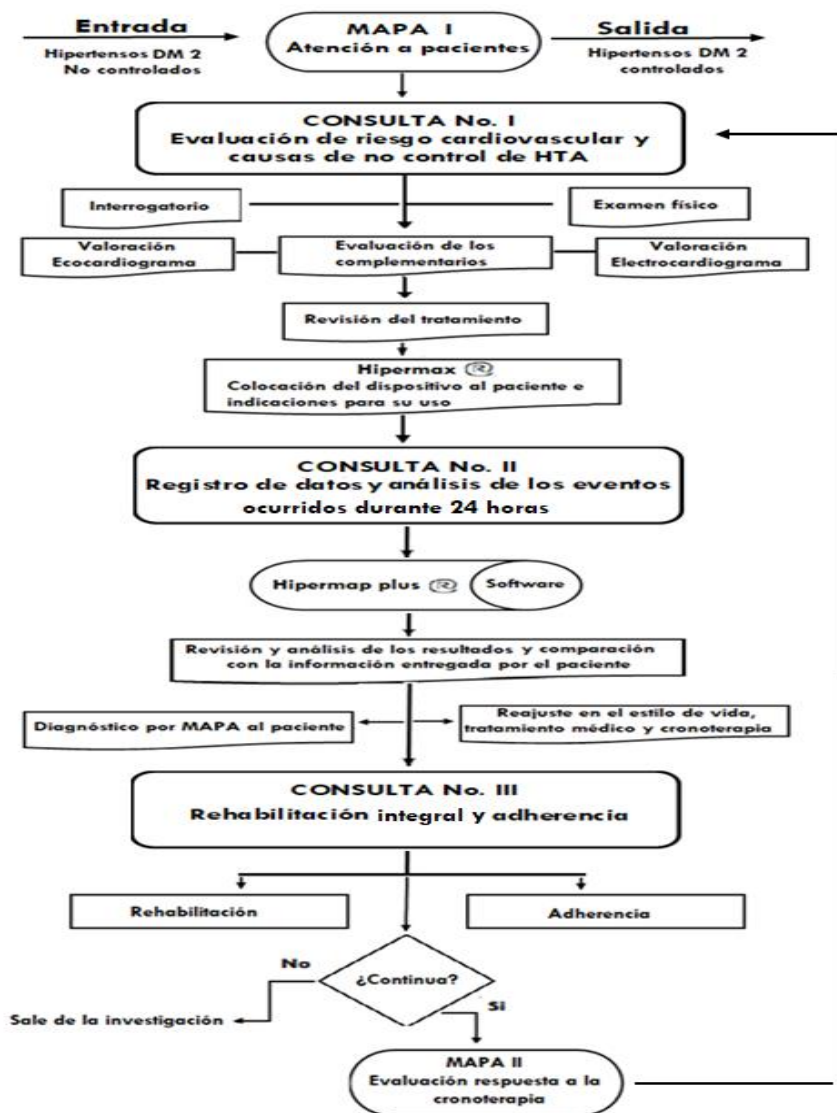 Entrada
Hipertensos DM 2
No controlados
MAPA I
Atención a pacientes
Salida
Hipertensos DM 2
controlados
CONSULTA No. I
Evaluación de riesgo cardiovascular y
causas de no control de HTA
Interrogatorio
Examen físico
Valoración
Ecocardiograma
Evaluación de los
complementarios
Valoración
Electrocardiograma
Revisión del tratamiento
Hipermax ®
Colocación del dispositivo al paciente e
indicaciones para su uso
CONSULTA No. II
Registro de datos y análisis de los eventos
ocurridos durante 24 horas
Hipermap plus ®
Software
Revisión y análisis de los resultados y comparación
con la información entregada por el paciente
Diagnóstico por MAPA al paciente
Reajuste en el estilo de vida,
tratamiento médico y cronoterapia
CONSULTA No. III
Rehabilitación integral y adherencia
Rehabilitación
Adherencia
No
¿Continua?
Si
Sale de la investigación
MAPA II
Evaluación respuesta a la
cronoterapia